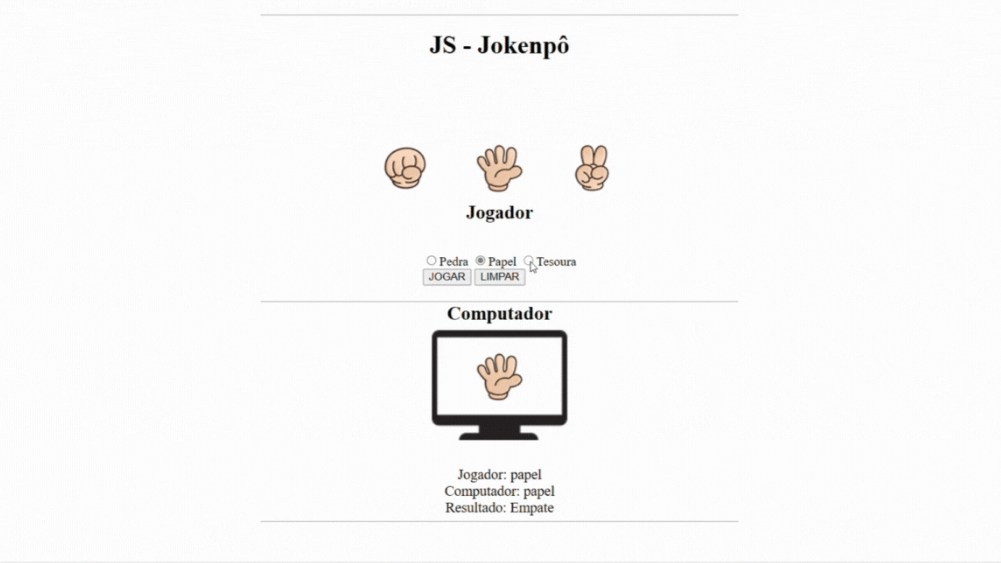 JS - Jokenpô
Jogador
Pedra Papel Tesoura
JOGAR LIMPAR
Computador
Jogador: papel
Computador: papel
Resultado: Empate